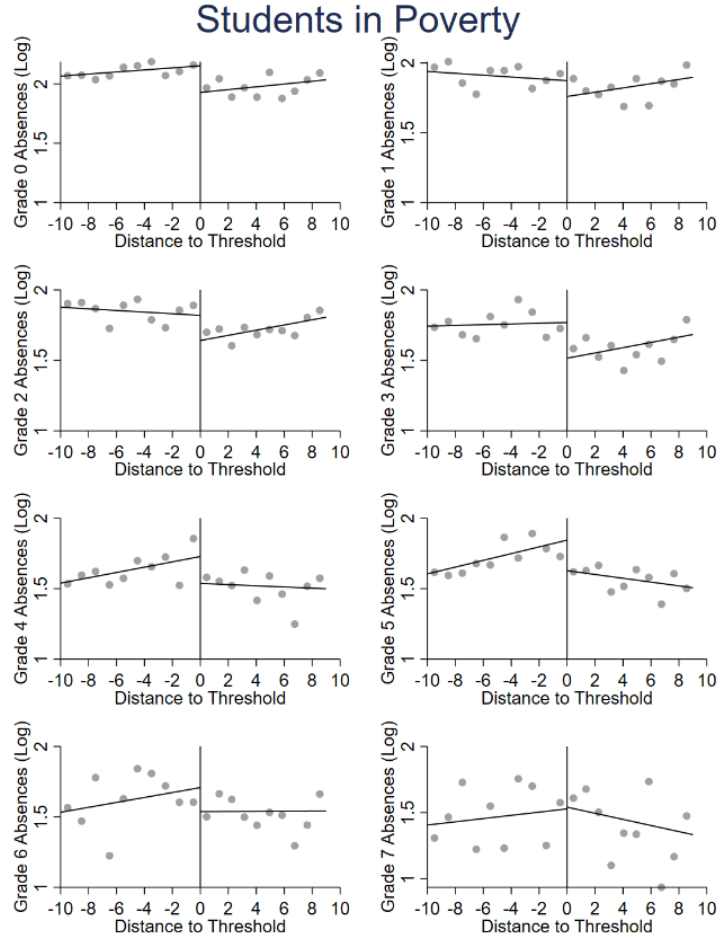 Students in Poverty
Grade 0 Absences (Log)
1 1.5 2
-10 -8 -6 -4 -2 0 2 4 6 8 10
Distance to Threshold
Grade 1 Absences (Log)
1 1.5 2
-10 -8 -6 -4 -2 0 2 4 6 8 10
Distance to Threshold
Grade 2 Absences (Log)
1 1.5 2
-10 -8 -6 -4 -2 0 2 4 6 8 10
Distance to Threshold
Grade 3 Absences (Log)
1 1.5 2
-10 -8 -6 -4 -2 0 2 4 6 8 10
Distance to Threshold
Grade 4 Absences (Log)
1 1.5 2
-10 -8 -6 -4 -2 0 2 4 6 8 10
Distance to Threshold
Grade 5 Absences (Log)
1 1.5 2
-10 -8 -6 -4 -2 0 2 4 6 8 10
Distance to Threshold
Grade 6 Absences (Log)
1 1.5 2
-10 -8 -6 -4 -2 0 2 4 6 8 10
Distance to Threshold
Grade 7 Absences (Log)
1 1.5 2
-10 -8 -6 -4 -2 0 2 4 6 8 10
Distance to Threshold